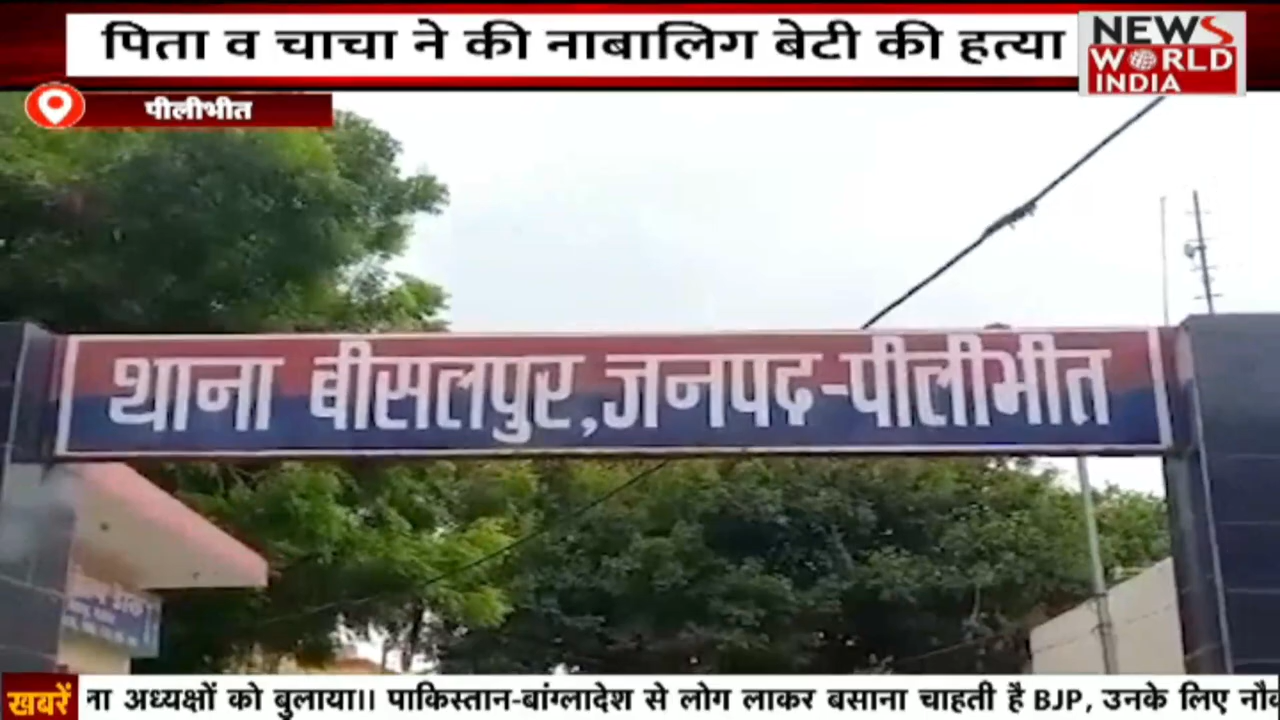 पिता व चाचा ने की नाबालिग बेटी की हत्या
NEWS
WORLD
INDIA
पीलीभीत
थाना बीसलपुर,जनपद-पीलीभीत
खबरें
ना अध्यक्षों को बुलाया।। पाकिस्तान-बांग्लादेश से लोग लाकर बसाना चाहती है BJP, उनके लिए